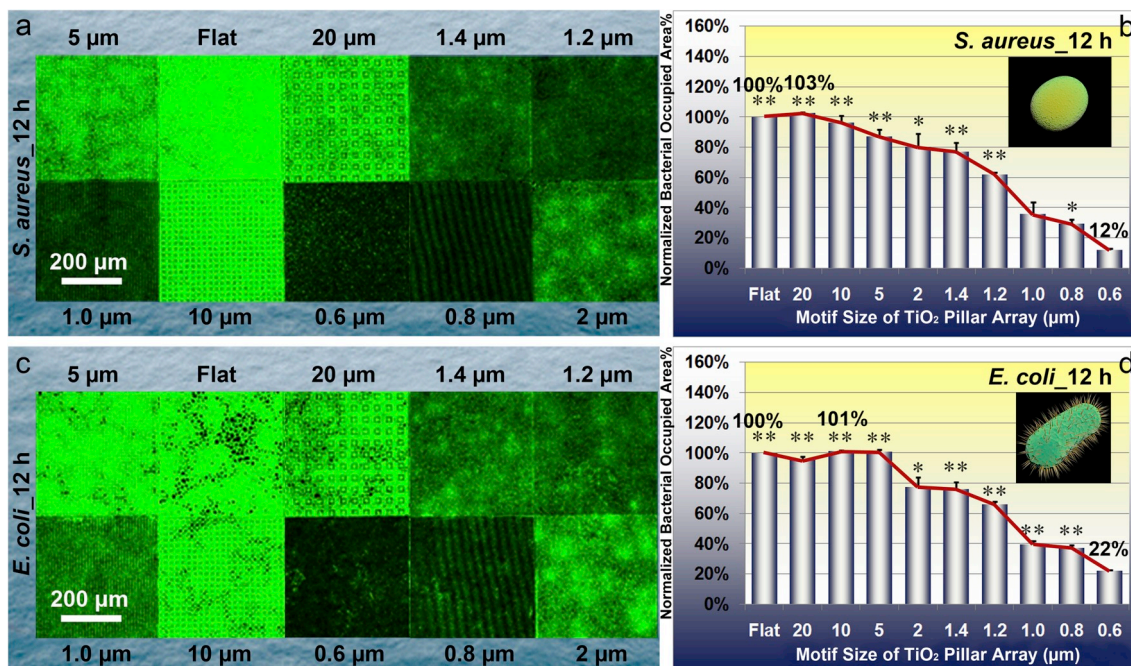 a
5 µm Flat 20 µm 1.4 µm 1.2 µm
S. aureus_12 h
200 µm
1.0 µm 10 µm 0.6 µm 0.8 µm 2 µm
b
S. aureus_12 h
Normalized Bacterial Occupied Area%
160%
140%
120%
100%
80%
60%
40%
20%
0%
100% 103% 12%
** ** ** ** * ** ** *
Flat 20 10 5 2 1.4 1.2 1.0 0.8 0.6
Motif Size of TiO₂ Pillar Array (µm)
c
5 µm Flat 20 µm 1.4 µm 1.2 µm
E. coli_12 h
200 µm
1.0 µm 10 µm 0.6 µm 0.8 µm 2 µm
d
E. coli_12 h
Normalized Bacterial Occupied Area%
160%
140%
120%
100%
80%
60%
40%
20%
0%
100% 101% 22%
** ** ** ** * ** ** ** **
Flat 20 10 5 2 1.4 1.2 1.0 0.8 0.6
Motif Size of TiO₂ Pillar Array (µm)